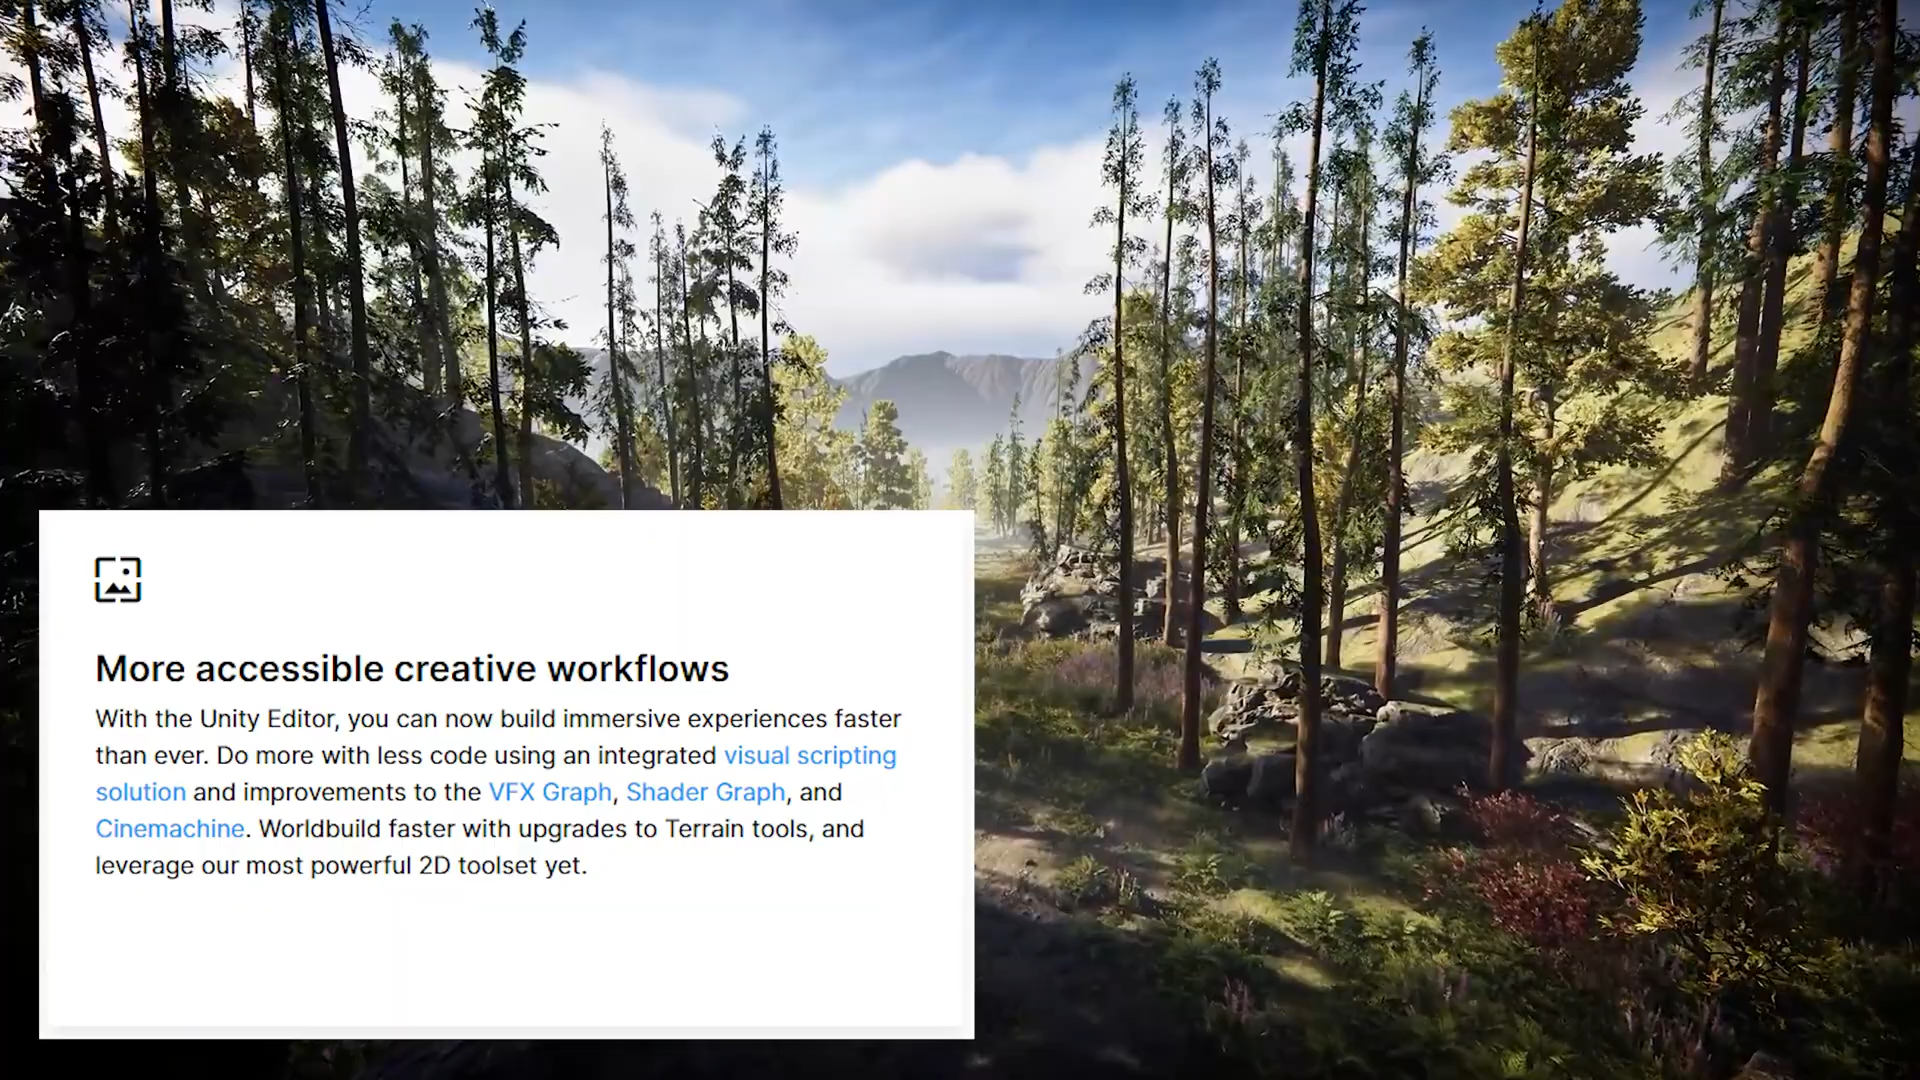 More accessible creative workflows
With the Unity Editor, you can now build immersive experiences faster
than ever. Do more with less code using an integrated visual scripting
solution and improvements to the VFX Graph, Shader Graph, and
Cinemachine. Worldbuild faster with upgrades to Terrain tools, and
leverage our most powerful 2D toolset yet.